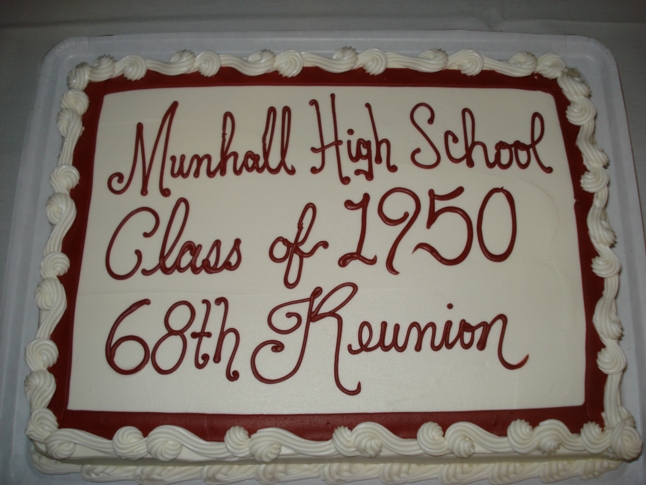 Munhall High School
Class of 1950
68th Reunion